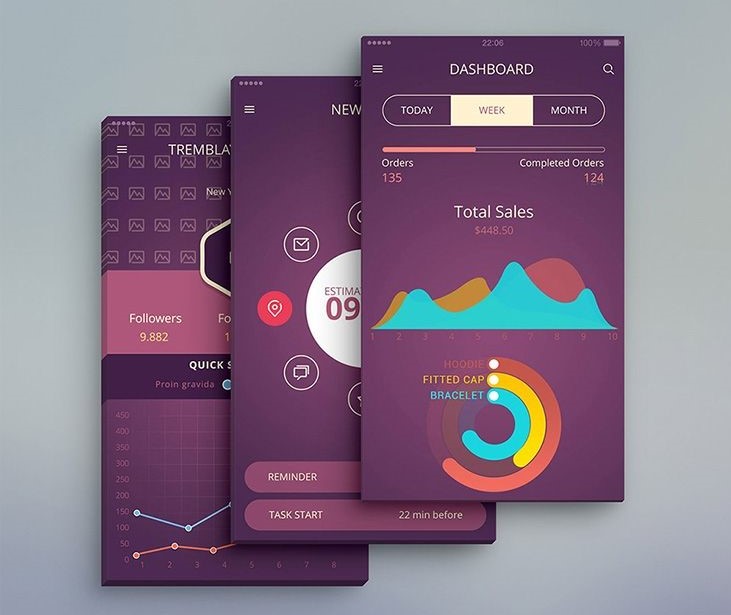 22:06
100%
DASHBOARD
TODAY WEEK MONTH
Orders Completed Orders
135 124
Total Sales
$448.50
1 2 3 4 5 6 7 8 9 10
HOODIE
FITTED CAP
BRACELET
NEW
ESTIMA
09
REMINDER
TASK START 22 min before
TREMBLA
New Y
Followers Fo
9.882 1
QUICK S
Proin gravida
450
400
350
300
250
200
150
100
50
0
1 2 3 4 5 6 7 8